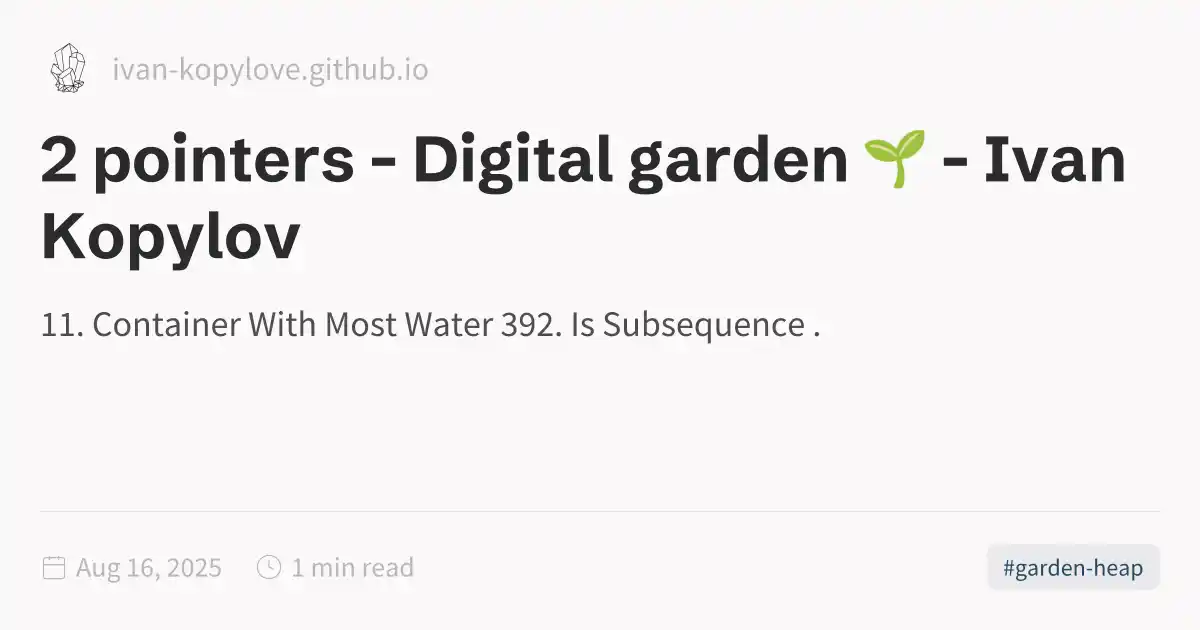 ivan-kopylove.github.io
2 pointers - Digital garden 🌱 - Ivan
Kopylov
11. Container With Most Water 392. Is Subsequence .
Aug 16, 2025 1 min read #garden-heap